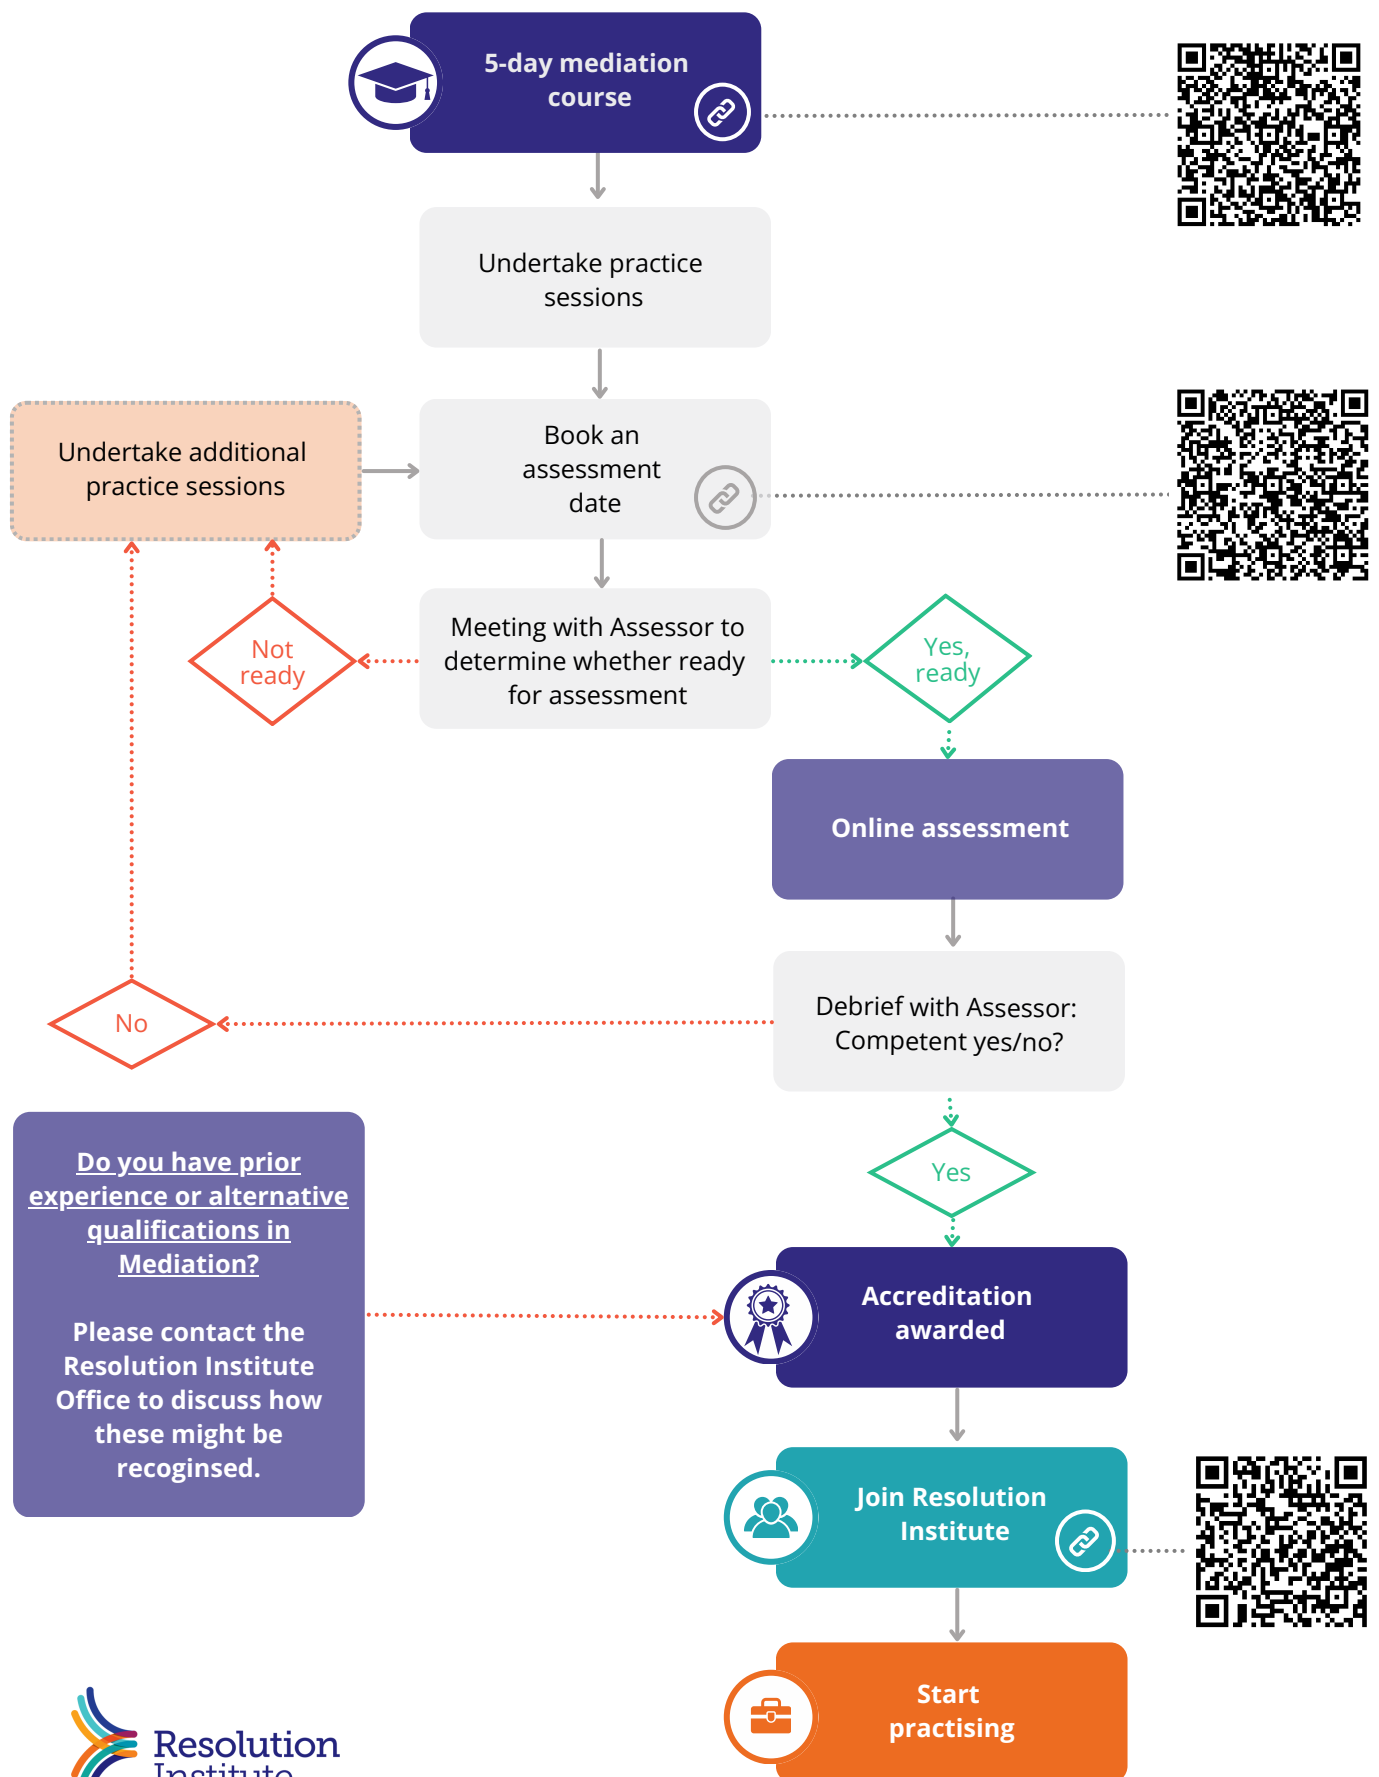 5-day mediation
course
Undertake practice
sessions
Undertake additional
practice sessions
Book an
assessment
date
Not
ready
Meeting with Assessor to
determine whether ready
for assessment
Yes,
ready
Online assessment
No
Debrief with Assessor:
Competent yes/no?
Yes
Do you have prior
experience or alternative
qualifications in
Mediation?
Please contact the
Resolution Institute
Office to discuss how
these might be
recoginsed.
Accreditation
awarded
Join Resolution
Institute
Start
practising
Resolution
Institute